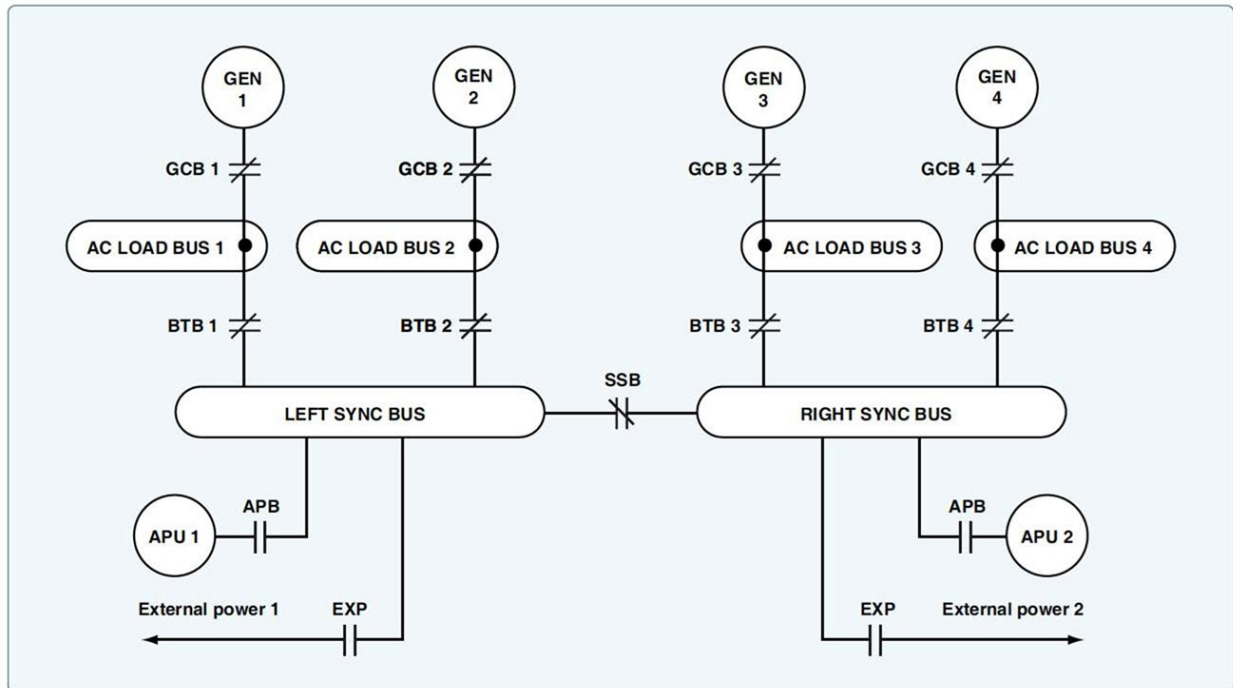 GEN
1
GEN
2
GEN
3
GEN
4
GCB 1
GCB 2
GCB 3
GCB 4
AC LOAD BUS 1
AC LOAD BUS 2
AC LOAD BUS 3
AC LOAD BUS 4
BTB 1
BTB 2
BTB 3
BTB 4
SSB
LEFT SYNC BUS
RIGHT SYNC BUS
APB
APB
APU 1
APU 2
External power 1
EXP
EXP
External power 2